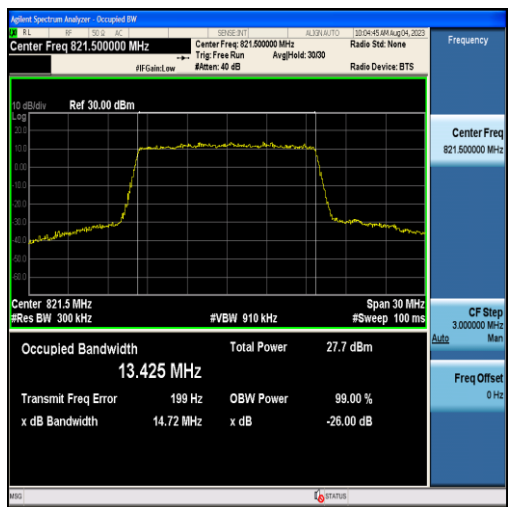 Agilent Spectrum Analyzer - Occupied BW
RL RF 50 Ω AC SENSE:INT ALIGN AUTO 10:04:45 AM Aug 04, 2023
Center Freq 821.500000 MHz
Center Freq: 821.500000 MHz
Radio Std: None
Trig: Free Run Avg|Hold: 30/30
#IFGain:Low
#Atten: 40 dB
Radio Device: BTS
Frequency
10 dB/div Ref 30.00 dBm
Log
20.0
10.0
0.00
-10.0
-20.0
-30.0
-40.0
-50.0
-60.0
Center 821.5 MHz
Span 30 MHz
#Res BW 300 kHz
#VBW 910 kHz
#Sweep 100 ms
Occupied Bandwidth
Total Power 27.7 dBm
13.425 MHz
Transmit Freq Error 199 Hz OBW Power 99.00 %
x dB Bandwidth 14.72 MHz x dB -26.00 dB
Center Freq
821.500000 MHz
CF Step
3.000000 MHz
Auto Man
Freq Offset
0 Hz
MSG
STATUS